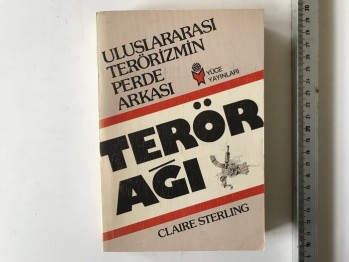 ULUSLARARASI
TERÖRİZMİN
PERDE
ARKASI
YÜCE
YAYINLARI
TERÖR
AĞI
CLAIRE STERLING